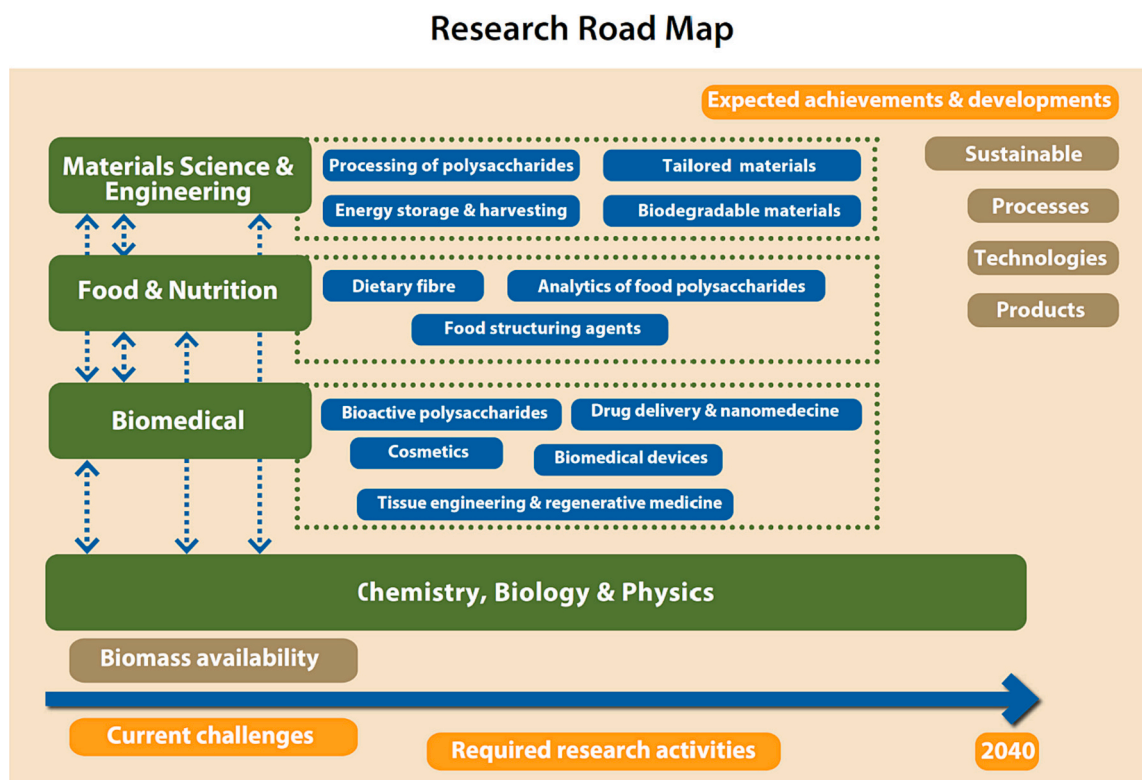 Research Road Map
Expected achievements & developments
Materials Science &
Engineering
Processing of polysaccharides
Tailored materials
Energy storage & harvesting
Biodegradable materials
Sustainable
Processes
Technologies
Products
Food & Nutrition
Dietary fibre
Analytics of food polysaccharides
Food structuring agents
Biomedical
Bioactive polysaccharides
Drug delivery & nanomedecine
Cosmetics
Biomedical devices
Tissue engineering & regenerative medicine
Chemistry, Biology & Physics
Biomass availability
Current challenges
Required research activities
2040